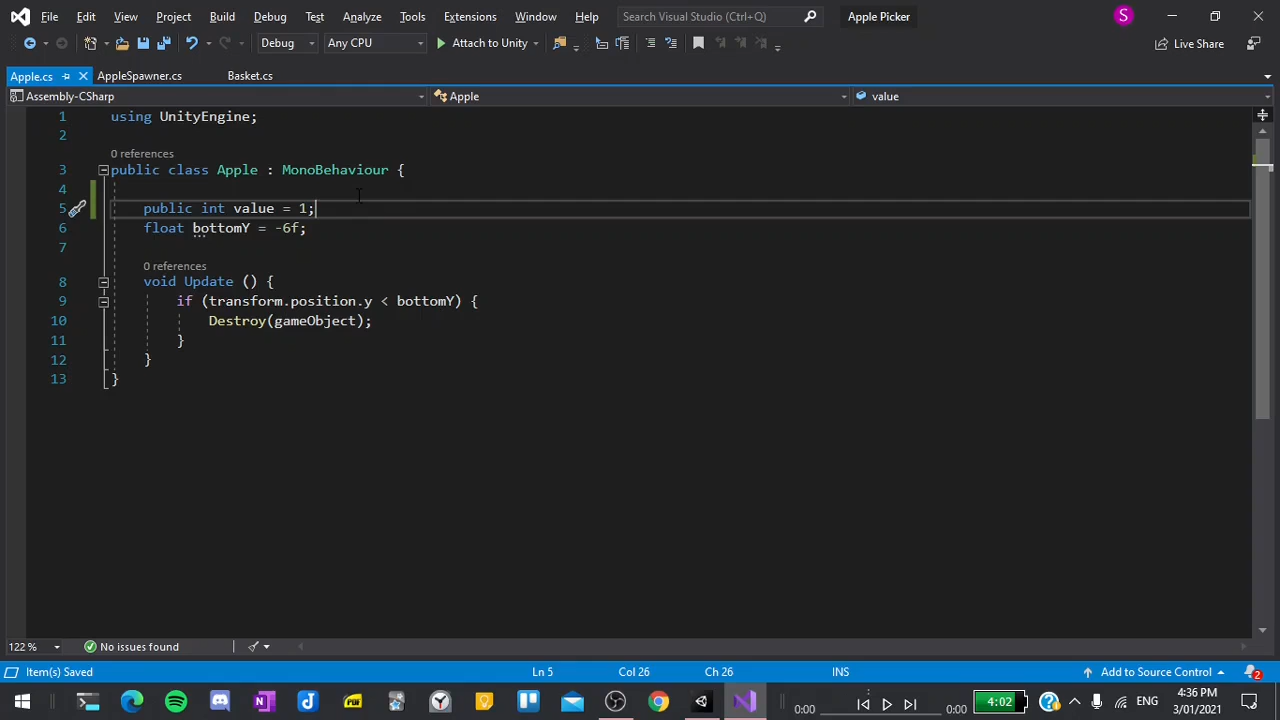 File Edit View Project Build Debug Test Analyze Tools Extensions Window Help Search Visual Studio (Ctrl+Q) Apple Picker S
Debug Any CPU Attach to Unity Live Share
Apple.cs AppleSpawner.cs Basket.cs
Assembly-CSharp Apple value
1 using UnityEngine;
2
0 references
3 public class Apple : MonoBehaviour {
4
5 public int value = 1;
6 float bottomY = -6f;
7
0 references
8 void Update () {
9 if (transform.position.y < bottomY) {
10 Destroy(gameObject);
11 }
12 }
13 }
122 % No issues found
Item(s) Saved Ln 5 Col 26 Ch 26 INS Add to Source Control 2
0:00 0:00 4:02 ENG 4:36 PM
3/01/2021